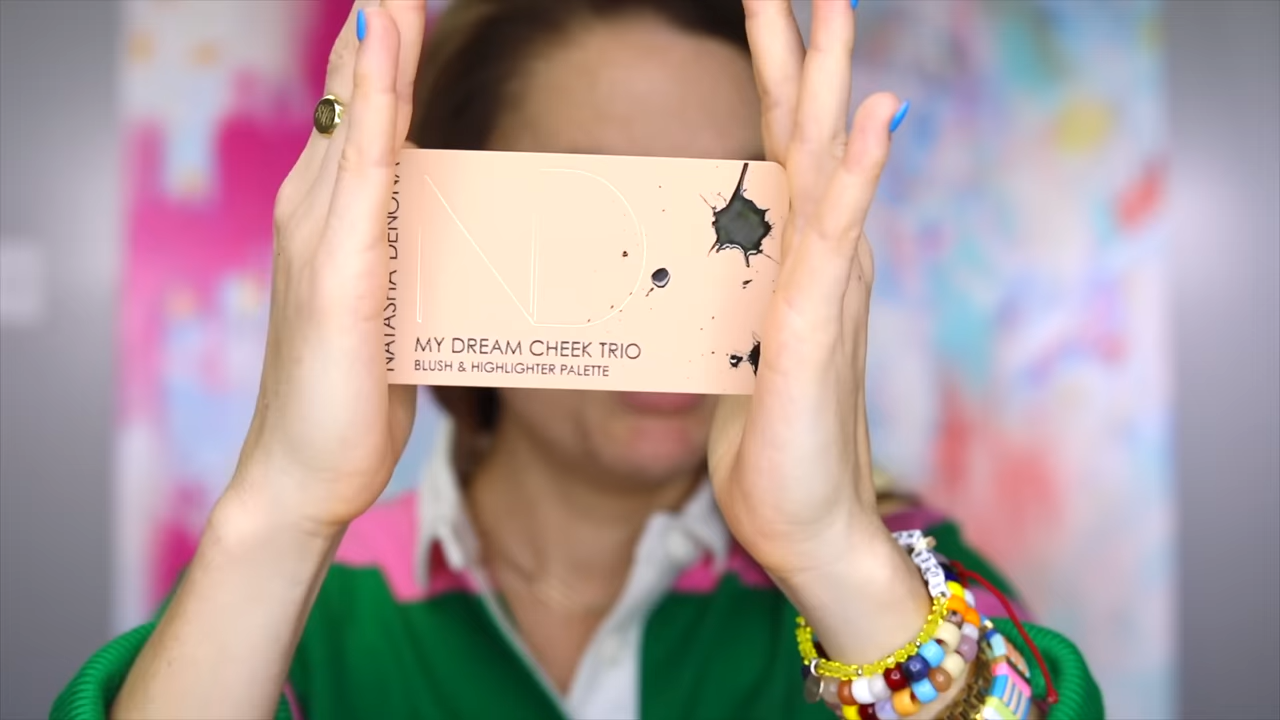 NATASHA DENONA
ND
MY DREAM CHEEK TRIO
BLUSH & HIGHLIGHTER PALETTE